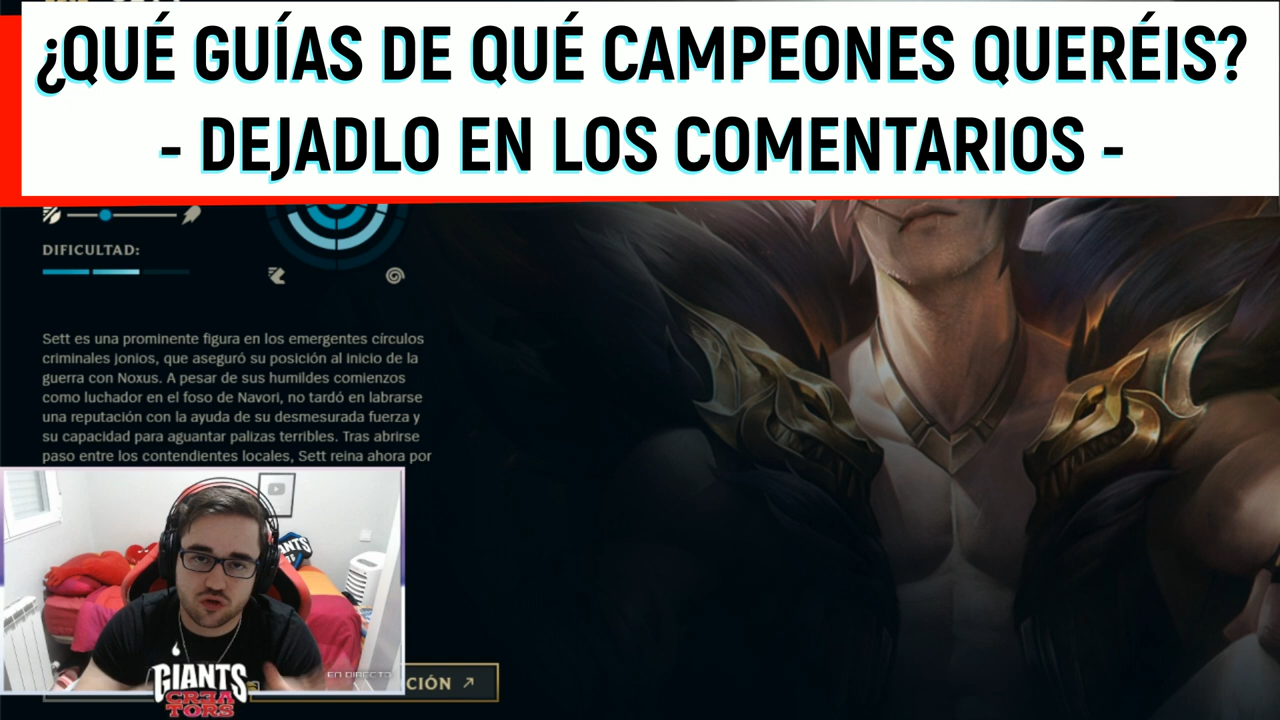 ¿QUÉ GUÍAS DE QUÉ CAMPEONES QUERÉIS?
- DEJADLO EN LOS COMENTARIOS -
DIFICULTAD:
Sett es una prominente figura en los emergentes círculos
criminales jonios, que aseguró su posición al inicio de la
guerra con Noxus. A pesar de sus humildes comienzos
como luchador en el foso de Navori, no tardó en labrarse
una reputación con la ayuda de su desmesurada fuerza y
su capacidad para aguantar palizas terribles. Tras abrirse
paso entre los contendientes locales, Sett reina ahora por
EN DIRECTO
CIÓN
GIANTS
CREA
TORS